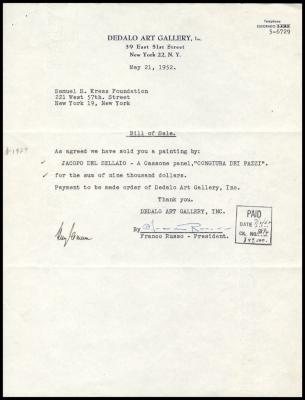 DEDALO ART GALLERY, Inc.
39 East 51st Street
New York 22, N. Y.
Telephone
ELDORADO
5-6729
May 21, 1952.
Samuel H. Kress Foundation
221 West 57th. Street
New York 19, New York
Bill of Sale.
As agreed we have sold you a painting by:
JACOPO DEL SELLAIO - A Cassone panel,"CONGIURA DEI PAZZI".
for the sum of nine thousand dollars.
Payment to be made order of Dedalo Art Gallery, Inc.
Thank you.
DEDALO ART GALLERY, INC.
By
Franco Russo - President.
PAID
DATE
CK. NO.